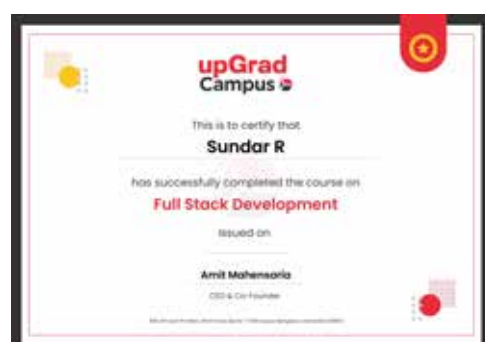 upGrad
Campus
This is to certify that
Sundar R
has successfully completed the course on
Full Stack Development
Issued on
Amit Mahensaria
CEO & Co-Founder